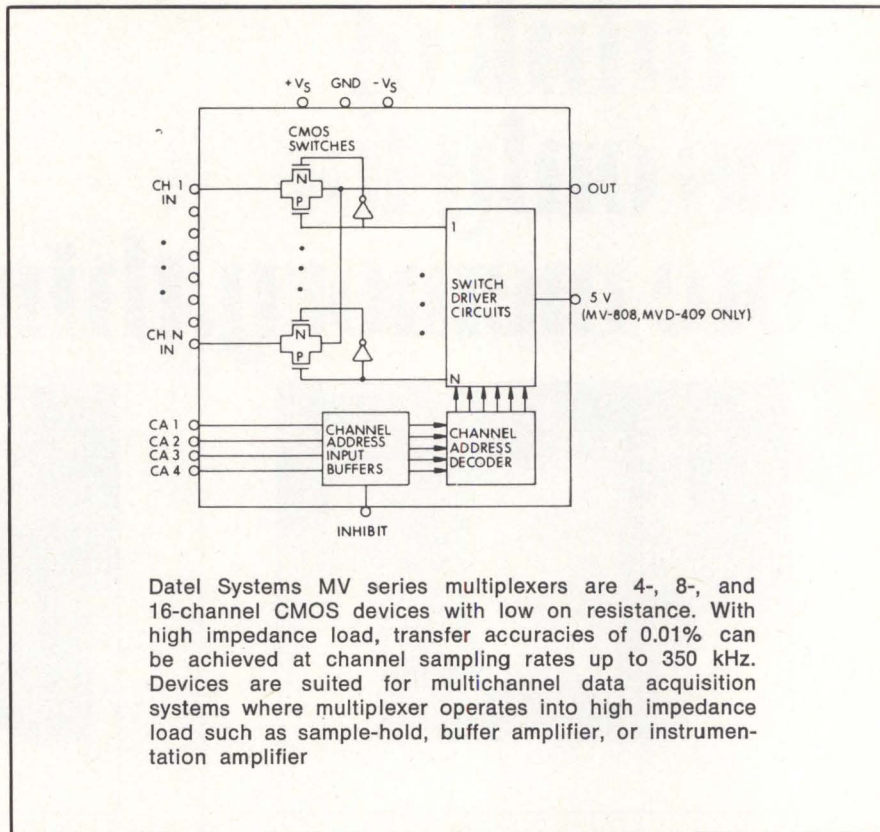 +VS GND -VS
CMOS
SWITCHES
CH 1
IN
N
P
OUT
1
SWITCH
DRIVER
CIRCUITS
5 V
(MV-808, MVD-409 ONLY)
CH N
IN
N
P
N
CA 1
CA 2
CA 3
CA 4
CHANNEL
ADDRESS
INPUT
BUFFERS
CHANNEL
ADDRESS
DECODER
INHIBIT
Datel Systems MV series multiplexers are 4-, 8-, and
16-channel CMOS devices with low on resistance. With
high impedance load, transfer accuracies of 0.01% can
be achieved at channel sampling rates up to 350 kHz.
Devices are suited for multichannel data acquisition
systems where multiplexer operates into high impedance
load such as sample-hold, buffer amplifier, or instrumen-
tation amplifier